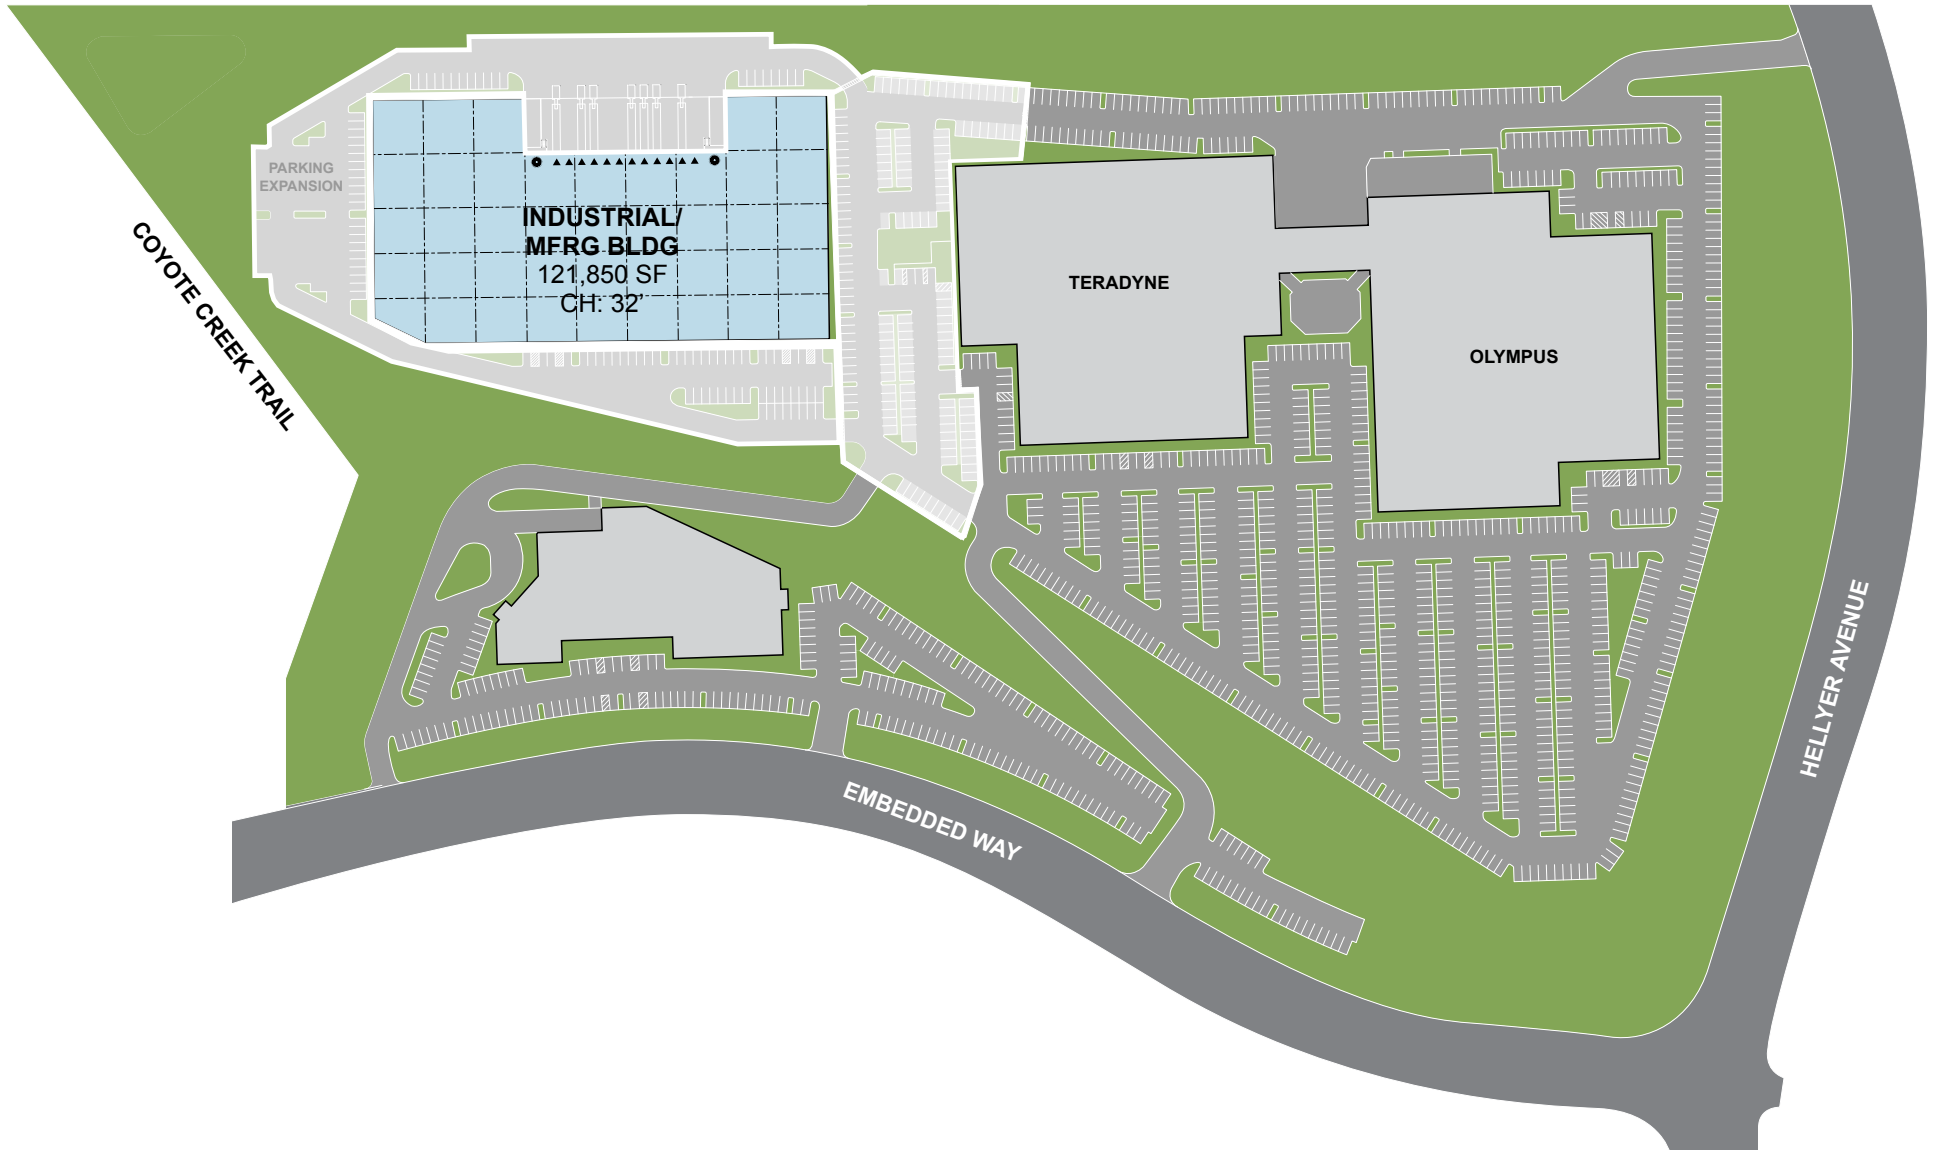 PARKING
EXPANSION
COYOTE CREEK TRAIL
INDUSTRIAL/
MFRG BLDG
121,850 SF
CH: 32'
TERADYNE
OLYMPUS
HELLYER AVENUE
EMBEDDED WAY